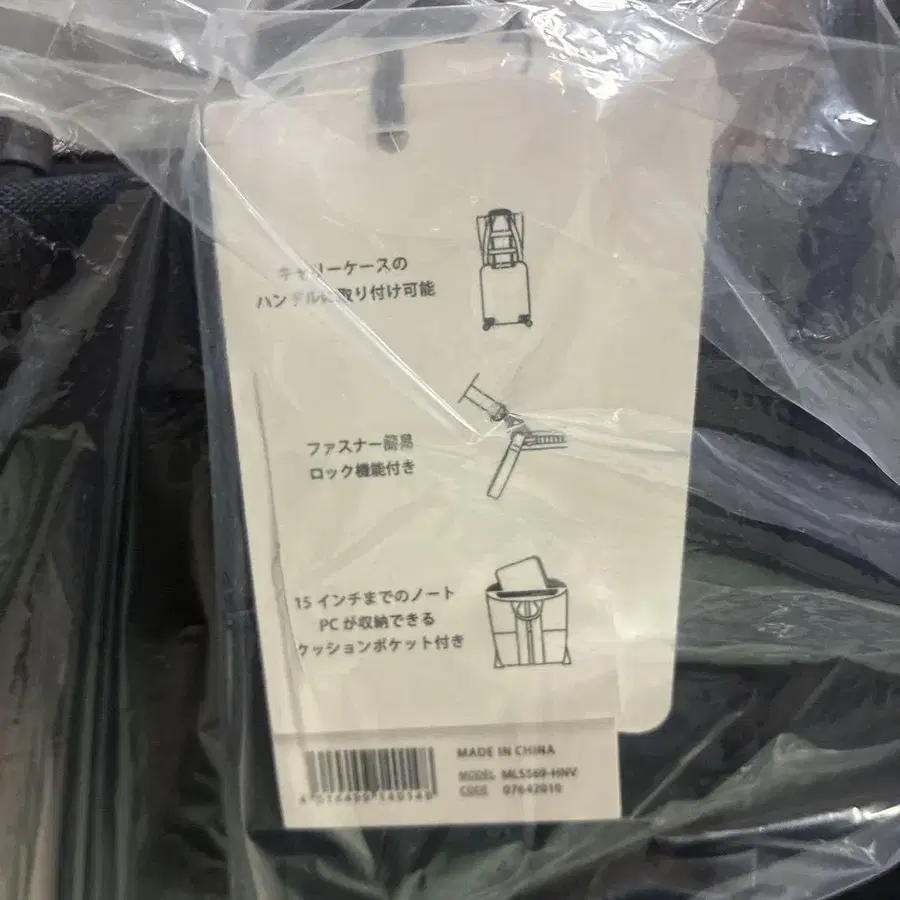 キャリーケースの
ハンドルに取り付け可能
ファスナー簡易
ロック機能付き
15 インチまでのノート
PC が収納できる
クッションポケット付き
MADE IN CHINA
MODEL ML5569-HNV
CODE 07642010